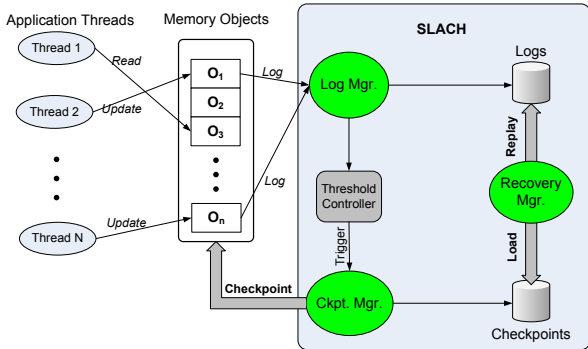 Application Threads
Memory Objects
SLACH
Thread 1
Read
Thread 2
Update
O1
O2
O3
Log
Log Mgr.
Logs
Replay
Threshold
Controller
Recovery
Mgr.
Log
Thread N
Update
On
Trigger
Load
Checkpoint
Ckpt. Mgr.
Checkpoints